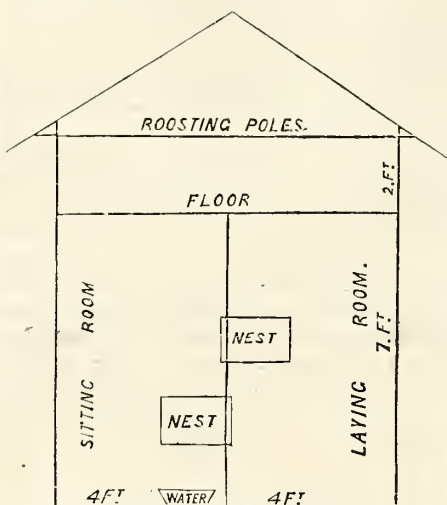 ROOSTING POLES.
2.FT
FLOOR
SITTING ROOM
LAYING ROOM.
7.FT
NEST
NEST
4FT
WATER
4FT